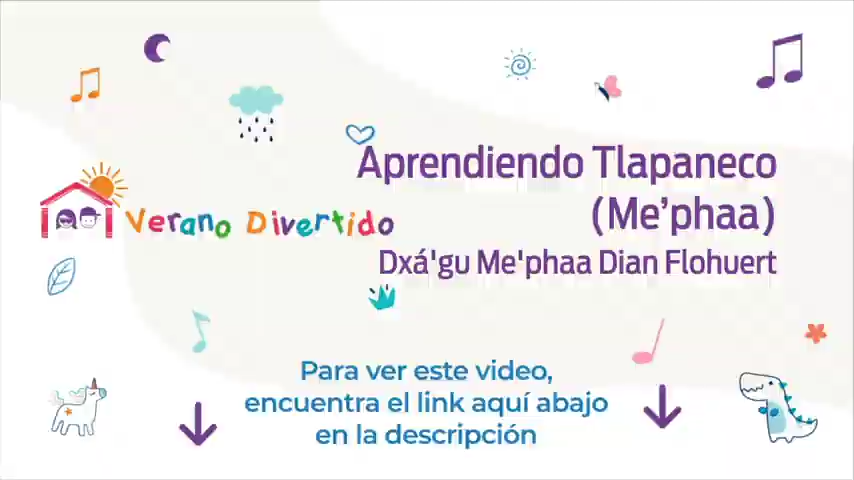 Aprendiendo Tlapaneco
(Me’phaa)
Verano Divertido
Dxá'gu Me'phaa Dian Flohuert
Para ver este video,
encuentra el link aquí abajo
en la descripción